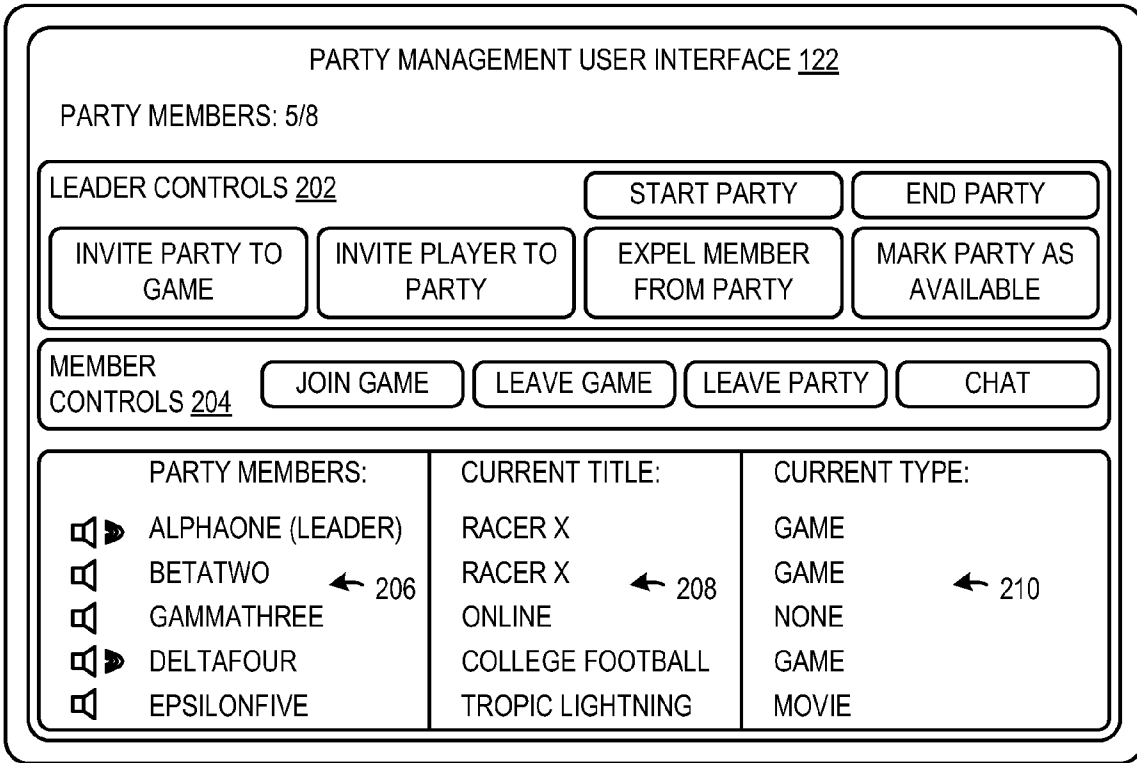 PARTY MANAGEMENT USER INTERFACE 122
PARTY MEMBERS: 5/8
LEADER CONTROLS 202
START PARTY
END PARTY
INVITE PARTY TO
GAME
INVITE PLAYER TO
PARTY
EXPEL MEMBER
FROM PARTY
MARK PARTY AS
AVAILABLE
MEMBER
CONTROLS 204
JOIN GAME
LEAVE GAME
LEAVE PARTY
CHAT
PARTY MEMBERS: CURRENT TITLE: CURRENT TYPE:
ALPHAONE (LEADER) RACER X GAME
BETATWO RACER X GAME
206 208 210
GAMMATHREE ONLINE NONE
DELTAFOUR COLLEGE FOOTBALL GAME
EPSILONFIVE TROPIC LIGHTNING MOVIE